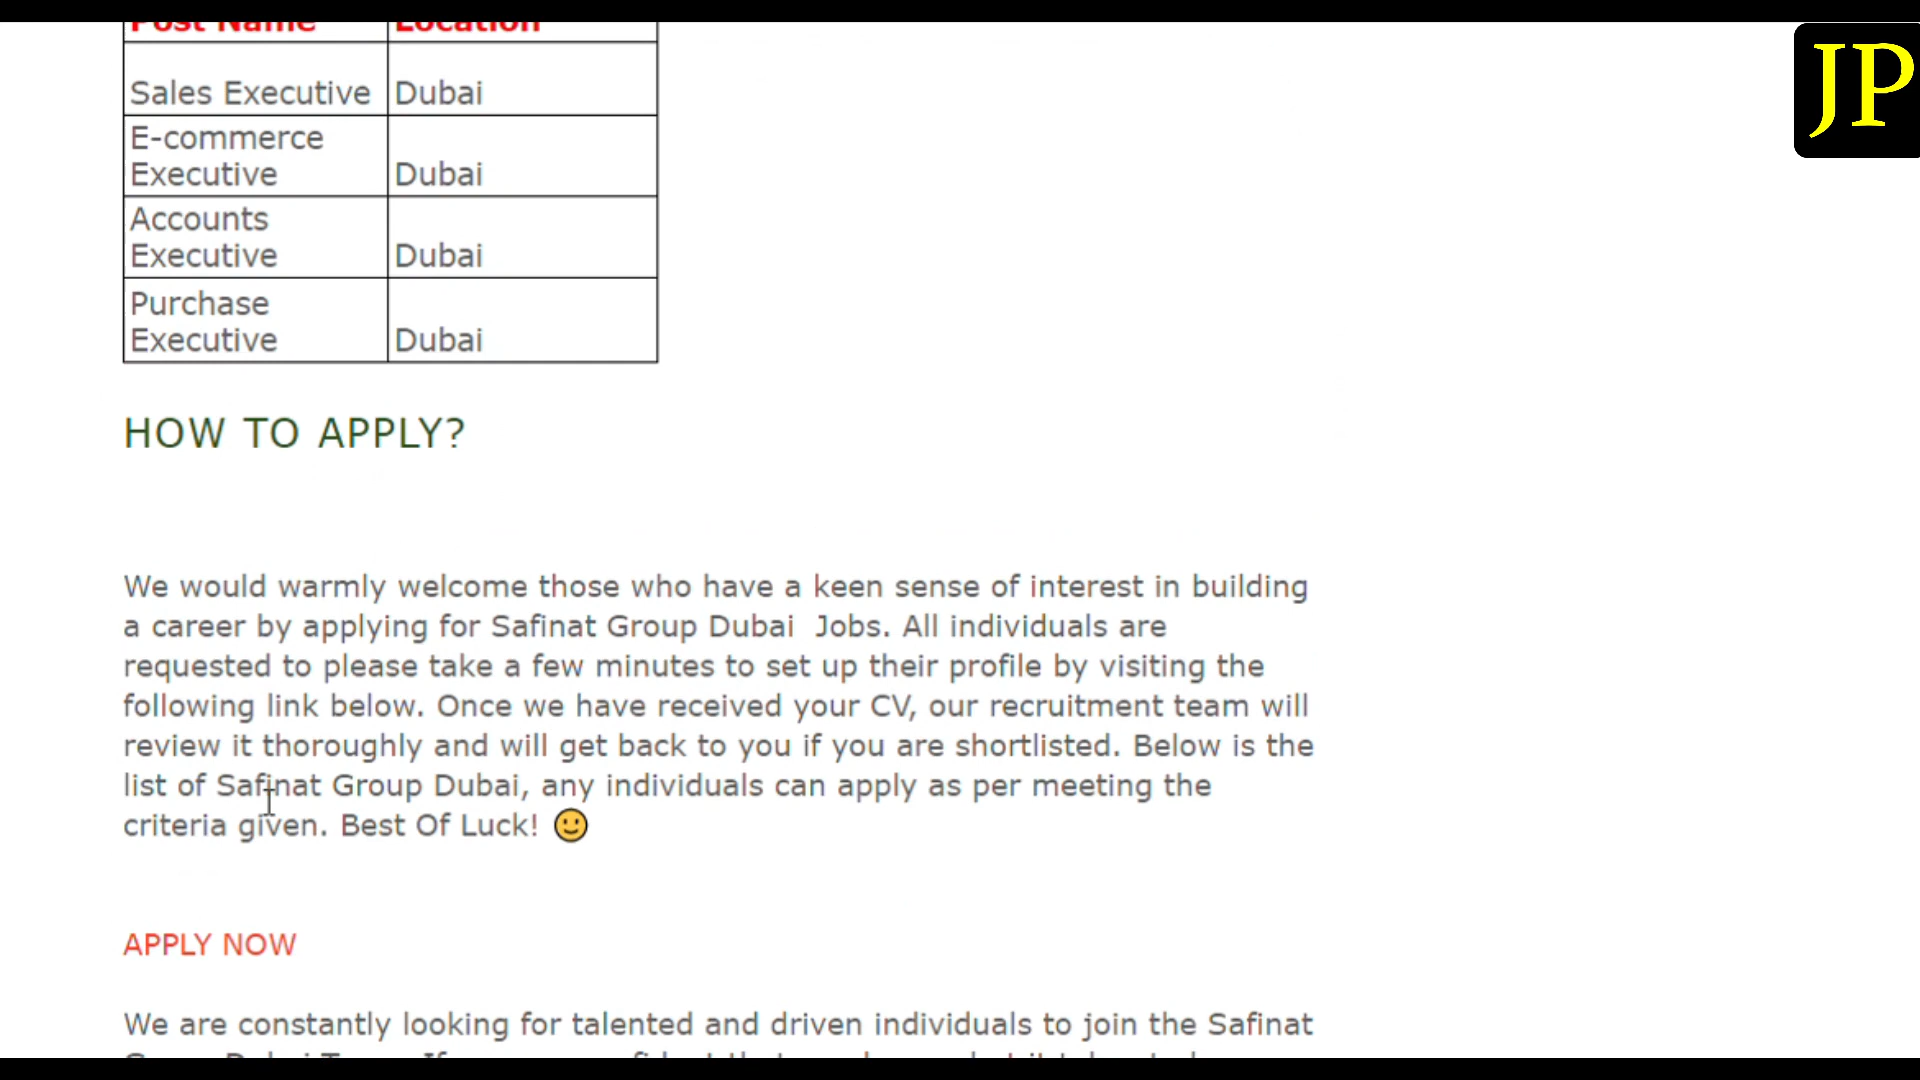 Post Name Location
JP
Sales Executive Dubai
E-commerce
Executive Dubai
Accounts
Executive Dubai
Purchase
Executive Dubai
HOW TO APPLY?
We would warmly welcome those who have a keen sense of interest in building
a career by applying for Safinat Group Dubai Jobs. All individuals are
requested to please take a few minutes to set up their profile by visiting the
following link below. Once we have received your CV, our recruitment team will
review it thoroughly and will get back to you if you are shortlisted. Below is the
list of Safinat Group Dubai, any individuals can apply as per meeting the
criteria given. Best Of Luck! 🙂
APPLY NOW
We are constantly looking for talented and driven individuals to join the Safinat